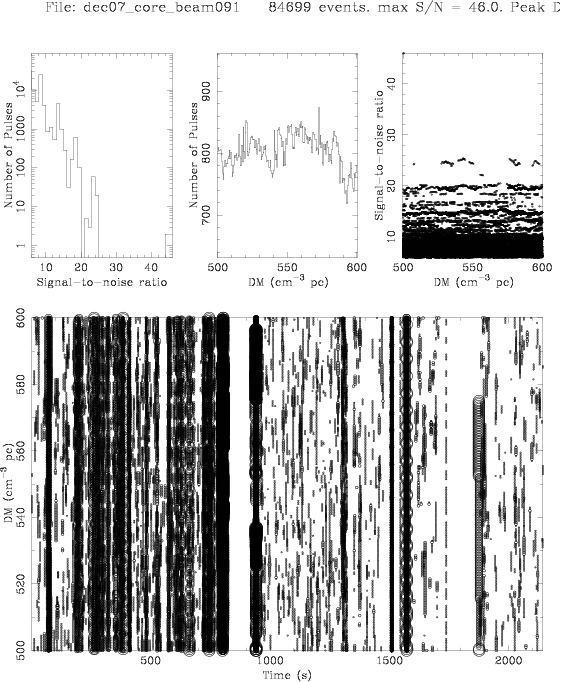 File: dec07_core_beam091 84699 events. max S/N = 46.0. Peak D
Number of Pulses
1 10 100 1000 10⁴
10 20 30 40
Signal−to−noise ratio
Number of Pulses
700 800 900
500 550 600
DM (cm⁻³ pc)
Signal−to−noise ratio
10 20 30 40
500 550 600
DM (cm⁻³ pc)
DM (cm⁻³ pc)
500 520 540 560 580 600
500 1000 1500 2000
Time (s)